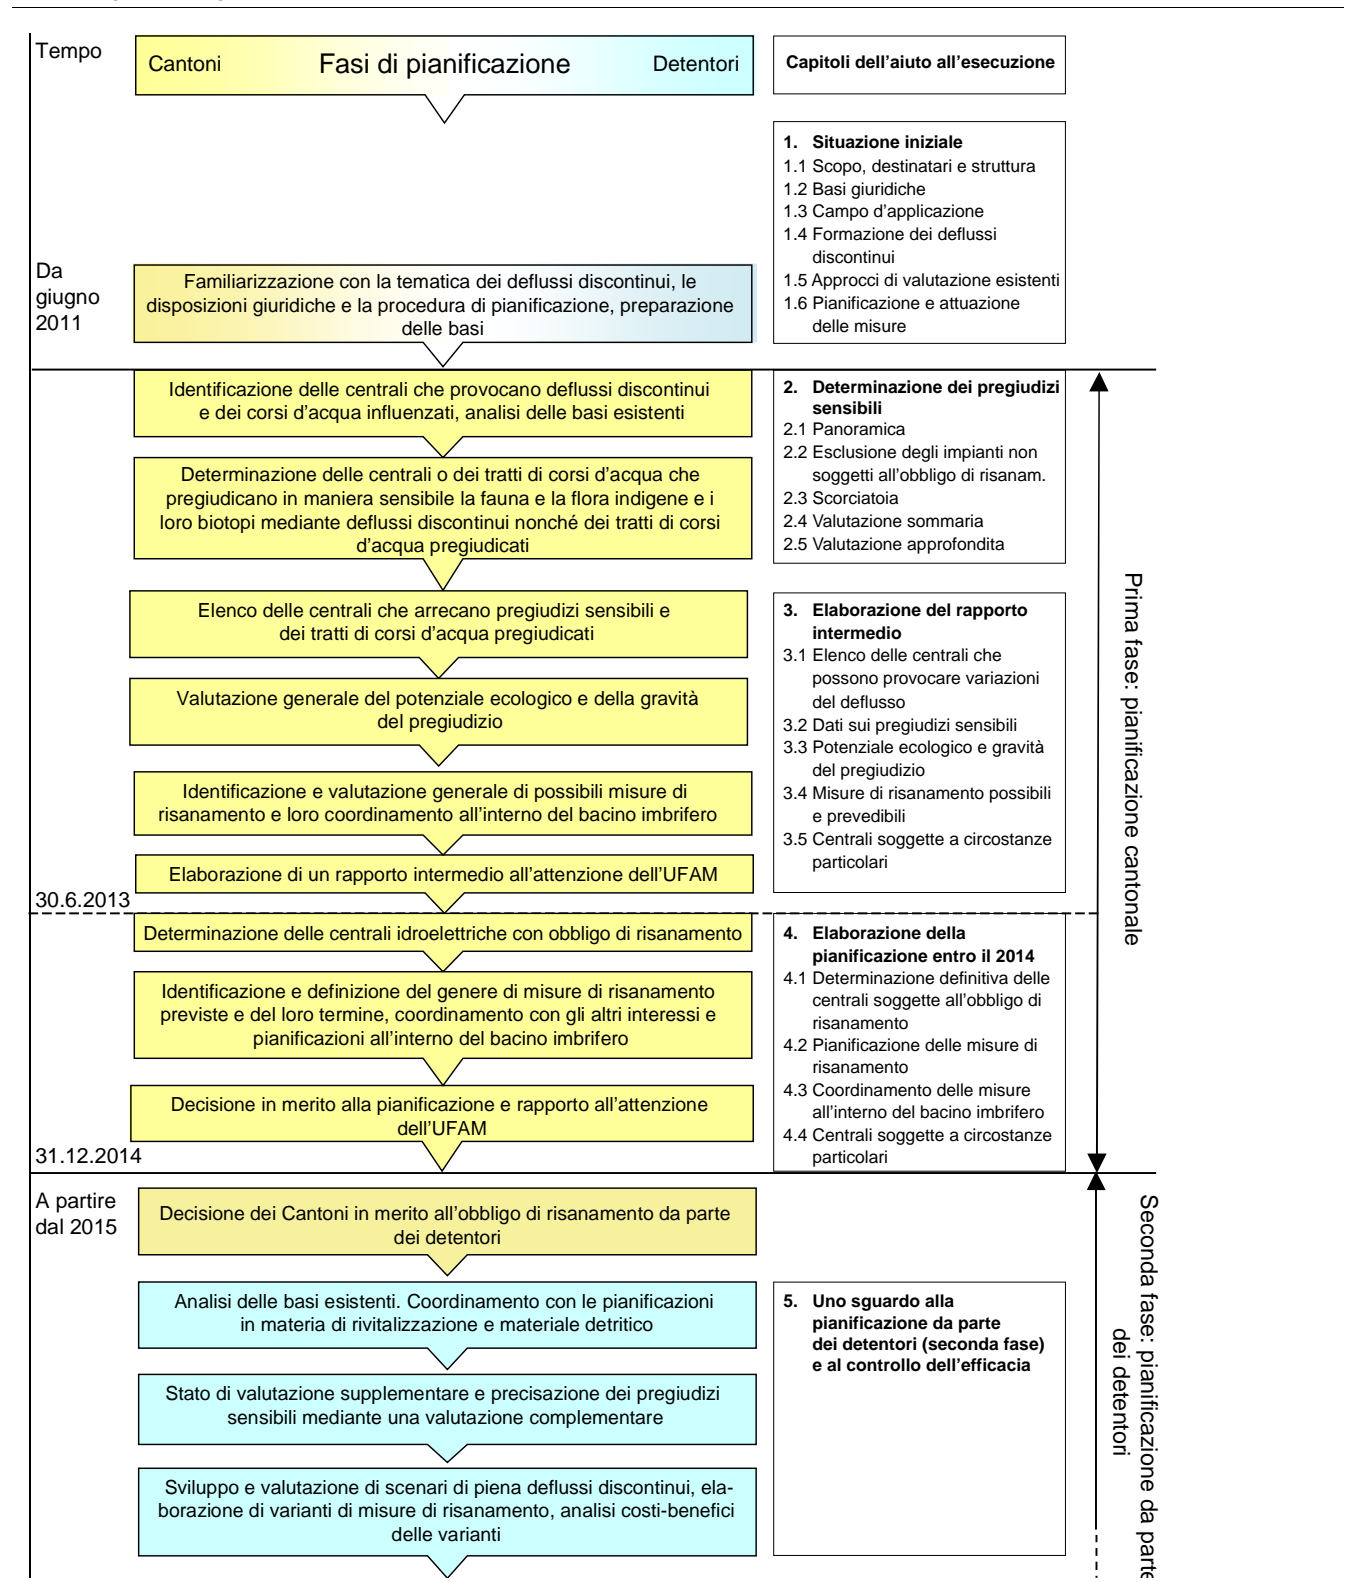 Tempo
Cantoni Fasi di pianificazione Detentori
Capitoli dell'aiuto all'esecuzione
1. Situazione iniziale
1.1 Scopo, destinatari e struttura
1.2 Basi giuridiche
1.3 Campo d'applicazione
1.4 Formazione dei deflussi
discontinui
1.5 Approcci di valutazione esistenti
1.6 Pianificazione e attuazione
delle misure
Da
giugno
2011
Familiarizzazione con la tematica dei deflussi discontinui, le
disposizioni giuridiche e la procedura di pianificazione, preparazione
delle basi
Identificazione delle centrali che provocano deflussi discontinui
e dei corsi d'acqua influenzati, analisi delle basi esistenti
Determinazione delle centrali o dei tratti di corsi d'acqua che
pregiudicano in maniera sensibile la fauna e la flora indigene e i
loro biotopi mediante deflussi discontinui nonché dei tratti di corsi
d'acqua pregiudicati
2. Determinazione dei pregiudizi
sensibili
2.1 Panoramica
2.2 Esclusione degli impianti non
soggetti all'obbligo di risanam.
2.3 Scorciatoia
2.4 Valutazione sommaria
2.5 Valutazione approfondita
Elenco delle centrali che arrecano pregiudizi sensibili e
dei tratti di corsi d'acqua pregiudicati
Valutazione generale del potenziale ecologico e della gravità
del pregiudizio
Identificazione e valutazione generale di possibili misure di
risanamento e loro coordinamento all'interno del bacino imbrifero
Elaborazione di un rapporto intermedio all'attenzione dell'UFAM
3. Elaborazione del rapporto
intermedio
3.1 Elenco delle centrali che
possono provocare variazioni
del deflusso
3.2 Dati sui pregiudizi sensibili
3.3 Potenziale ecologico e gravità
del pregiudizio
3.4 Misure di risanamento possibili
e prevedibili
3.5 Centrali soggette a circostanze
particolari
Prima fase: pianificazione cantonale
30.6.2013
Determinazione delle centrali idroelettriche con obbligo di risanamento
Identificazione e definizione del genere di misure di risanamento
previste e del loro termine, coordinamento con gli altri interessi e
pianificazioni all'interno del bacino imbrifero
Decisione in merito alla pianificazione e rapporto all'attenzione
dell'UFAM
4. Elaborazione della
pianificazione entro il 2014
4.1 Determinazione definitiva delle
centrali soggette all'obbligo di
risanamento
4.2 Pianificazione delle misure di
risanamento
4.3 Coordinamento delle misure
all'interno del bacino imbrifero
4.4 Centrali soggette a circostanze
particolari
31.12.2014
A partire
dal 2015
Decisione dei Cantoni in merito all'obbligo di risanamento da parte
dei detentori
Analisi delle basi esistenti. Coordinamento con le pianificazioni
in materia di rivitalizzazione e materiale detritico
Stato di valutazione supplementare e precisazione dei pregiudizi
sensibili mediante una valutazione complementare
Sviluppo e valutazione di scenari di piena deflussi discontinui, ela-
borazione di varianti di misure di risanamento, analisi costi-benefici
delle varianti
5. Uno sguardo alla
pianificazione da parte
dei detentori (seconda fase)
e al controllo dell'efficacia
Seconda fase: pianificazione da parte
dei detentori